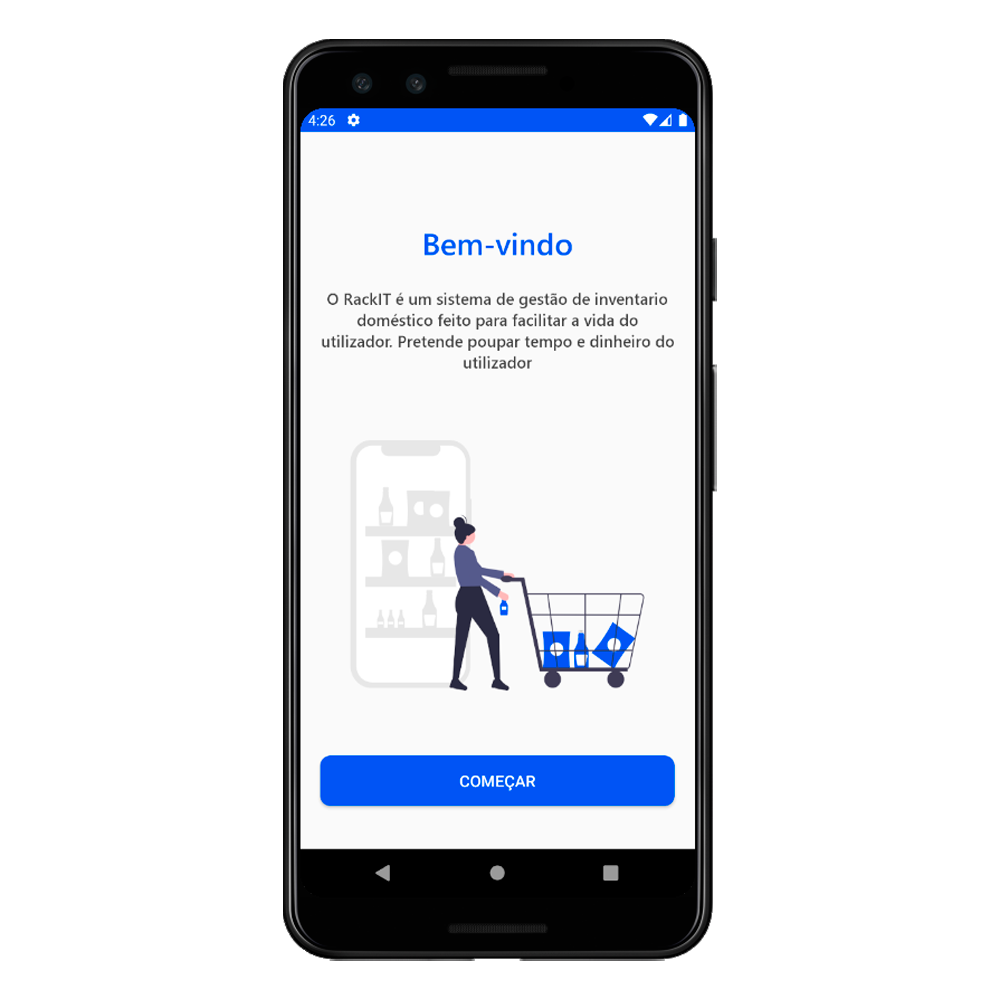 4:26
Bem-vindo
O RackIT é um sistema de gestão de inventario
doméstico feito para facilitar a vida do
utilizador. Pretende poupar tempo e dinheiro do
utilizador
COMEÇAR